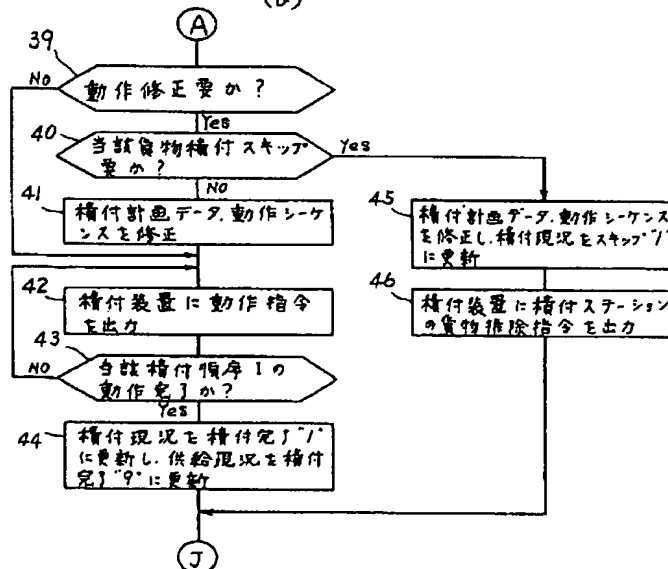 (b)
A
39
動作修正要か？
NO
Yes
40
当該貨物積付スキップ
要か？
Yes
NO
41
積付計画データ.動作シーケ
ンスを修正
45
積付計画データ.動作シーケンス
を修正し.積付現況をスキップ"1"
に更新
42
積付装置に動作指令
を出力
46
積付装置に積付ステーション
の貨物排除指令を出力
43
当該積付順序Iの
動作完了か？
NO
Yes
44
積付現況を積付完了"1"
に更新し.供給現況を積付
完了"9"に更新
J